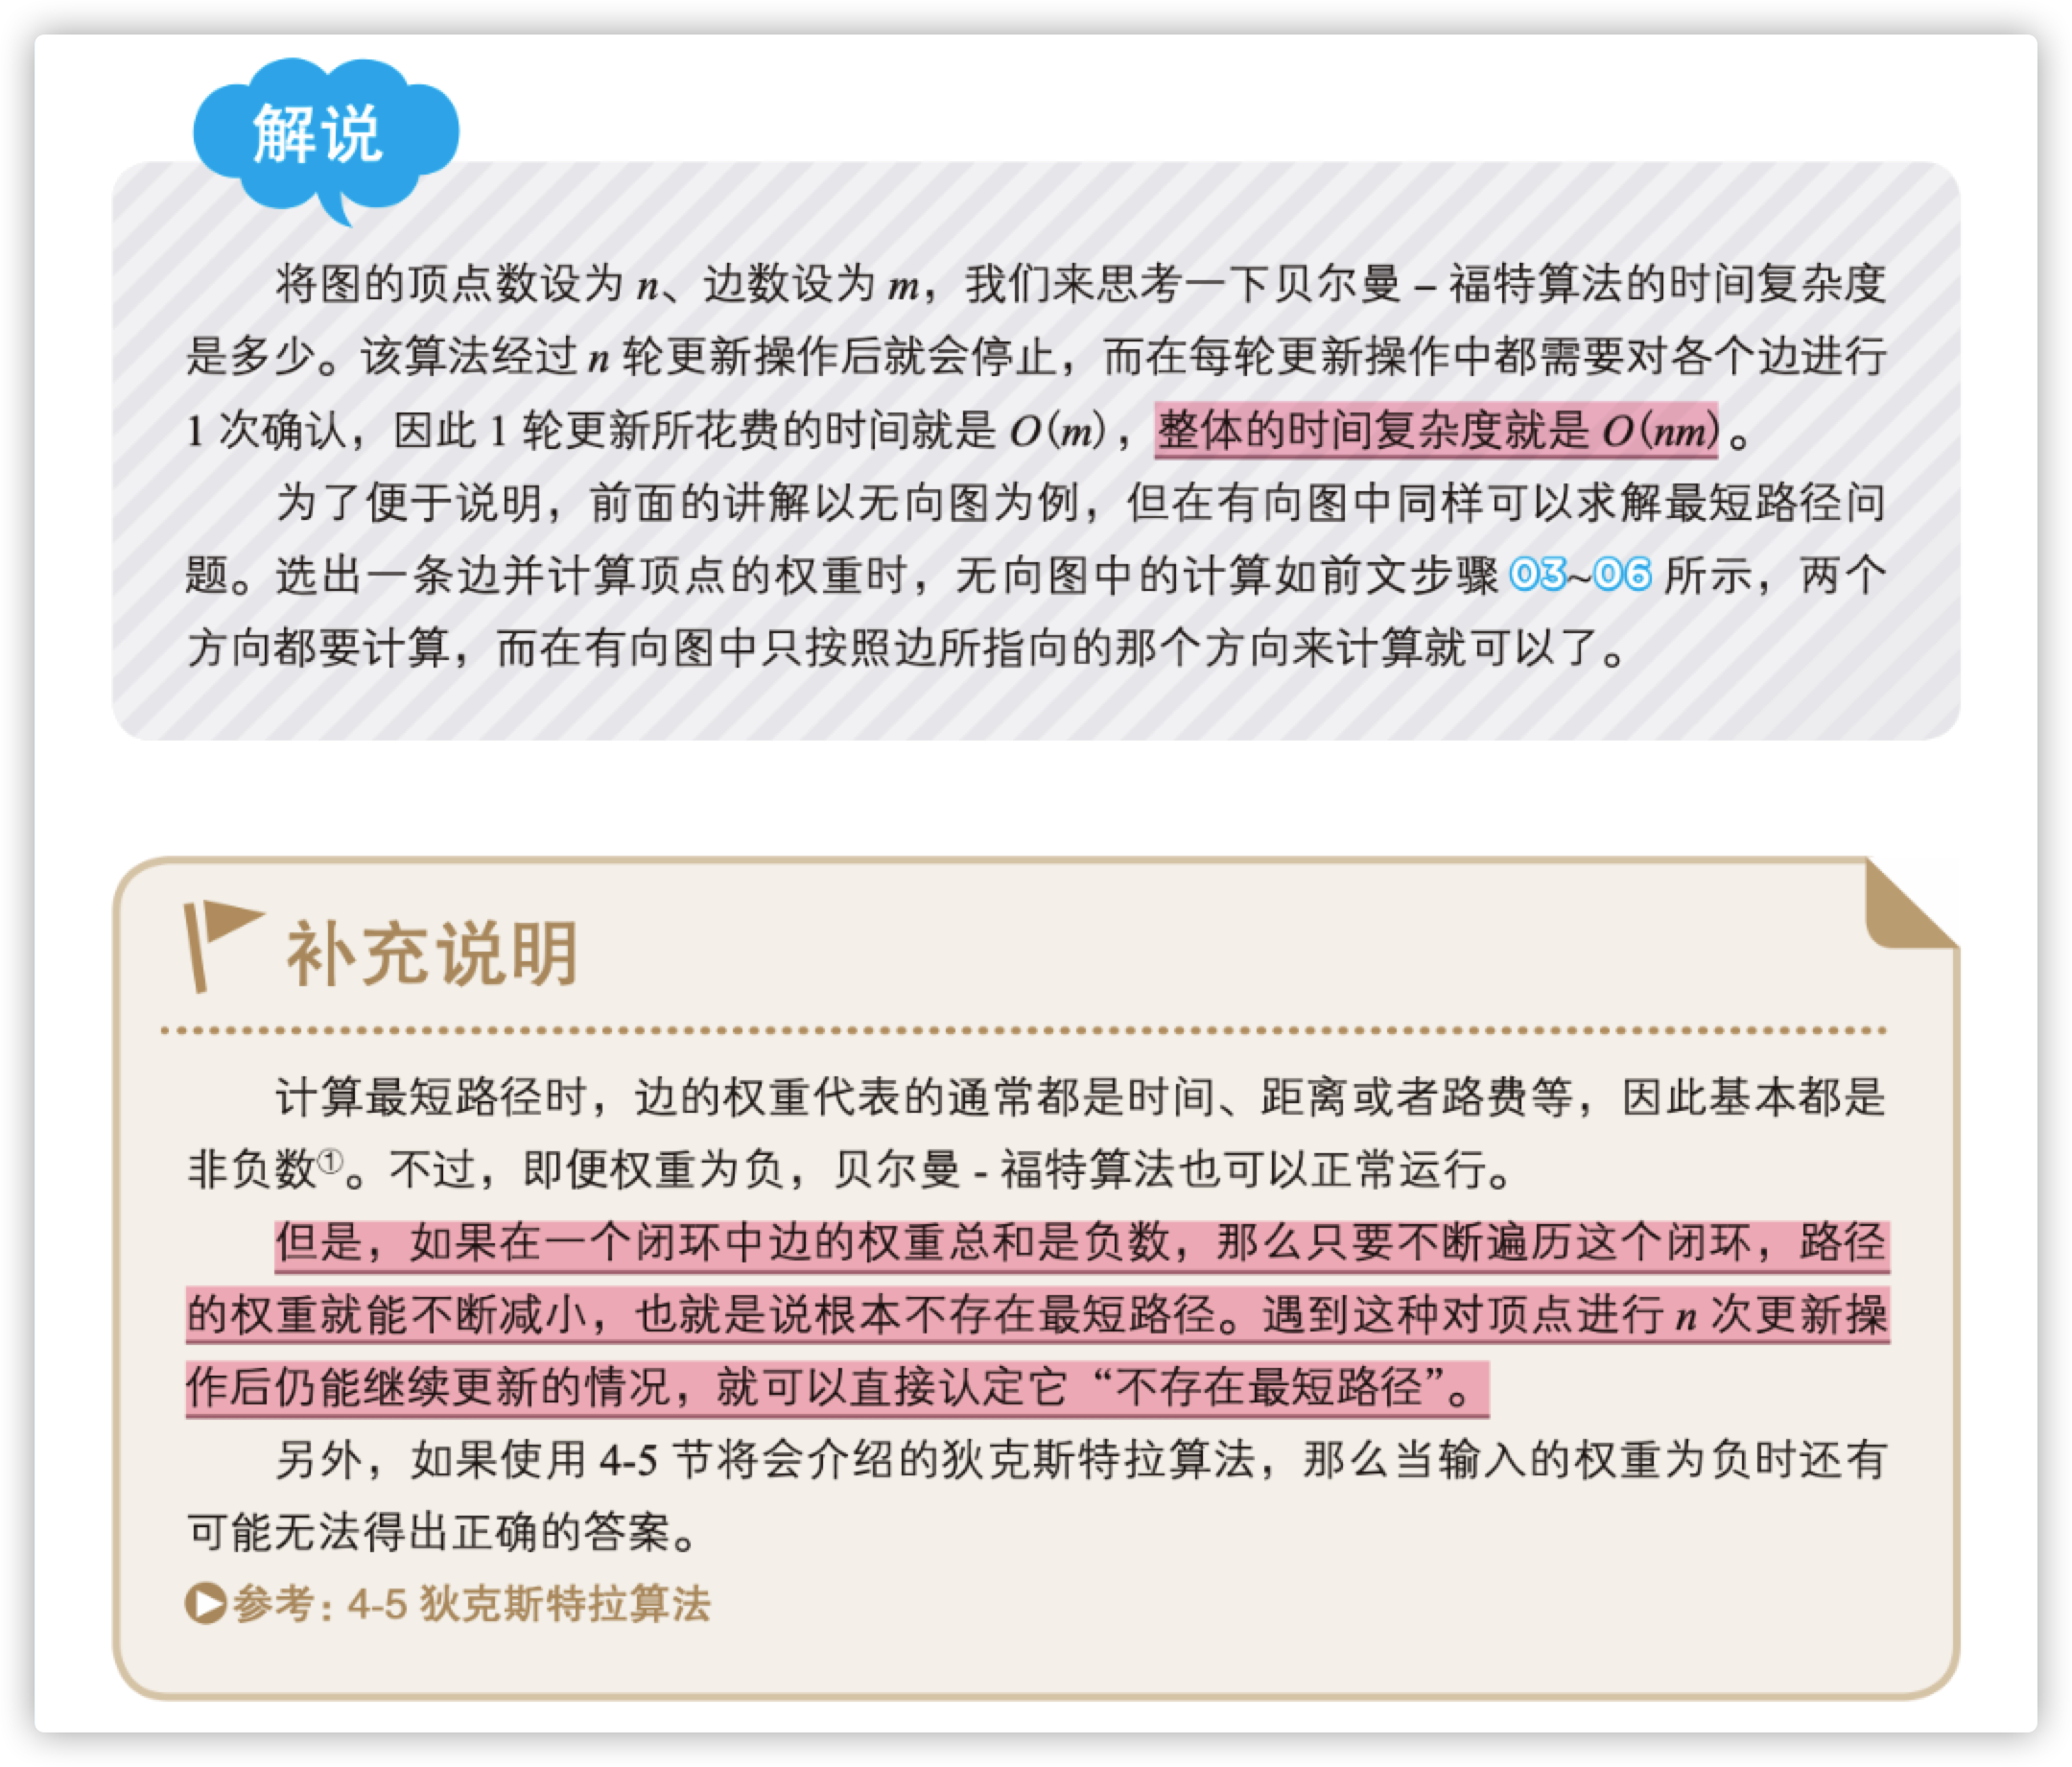 解说
将图的顶点数设为 n、边数设为 m，我们来思考一下贝尔曼 – 福特算法的时间复杂度
是多少。该算法经过 n 轮更新操作后就会停止，而在每轮更新操作中都需要对各个边进行
1 次确认，因此 1 轮更新所花费的时间就是 O(m)，整体的时间复杂度就是 O(nm)。
为了便于说明，前面的讲解以无向图为例，但在有向图中同样可以求解最短路径问
题。选出一条边并计算顶点的权重时，无向图中的计算如前文步骤 03~06 所示，两个
方向都要计算，而在有向图中只按照边所指向的那个方向来计算就可以了。
补充说明
计算最短路径时，边的权重代表的通常都是时间、距离或者路费等，因此基本都是
非负数①。不过，即便权重为负，贝尔曼 - 福特算法也可以正常运行。
但是，如果在一个闭环中边的权重总和是负数，那么只要不断遍历这个闭环，路径
的权重就能不断减小，也就是说根本不存在最短路径。遇到这种对顶点进行 n 次更新操
作后仍能继续更新的情况，就可以直接认定它“不存在最短路径”。
另外，如果使用 4-5 节将会介绍的狄克斯特拉算法，那么当输入的权重为负时还有
可能无法得出正确的答案。
参考：4-5 狄克斯特拉算法